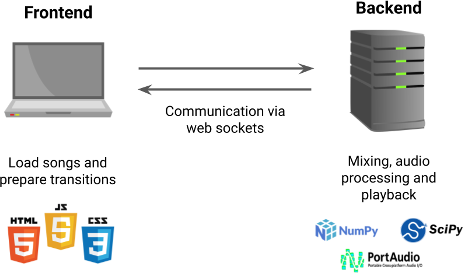 Frontend
Backend
Communication via
web sockets
Load songs and
prepare transitions
Mixing, audio
processing and
playback
HTML
5
JS
5
CSS
3
NumPy
SciPy
PortAudio
Portable Cross-platform Audio I/O